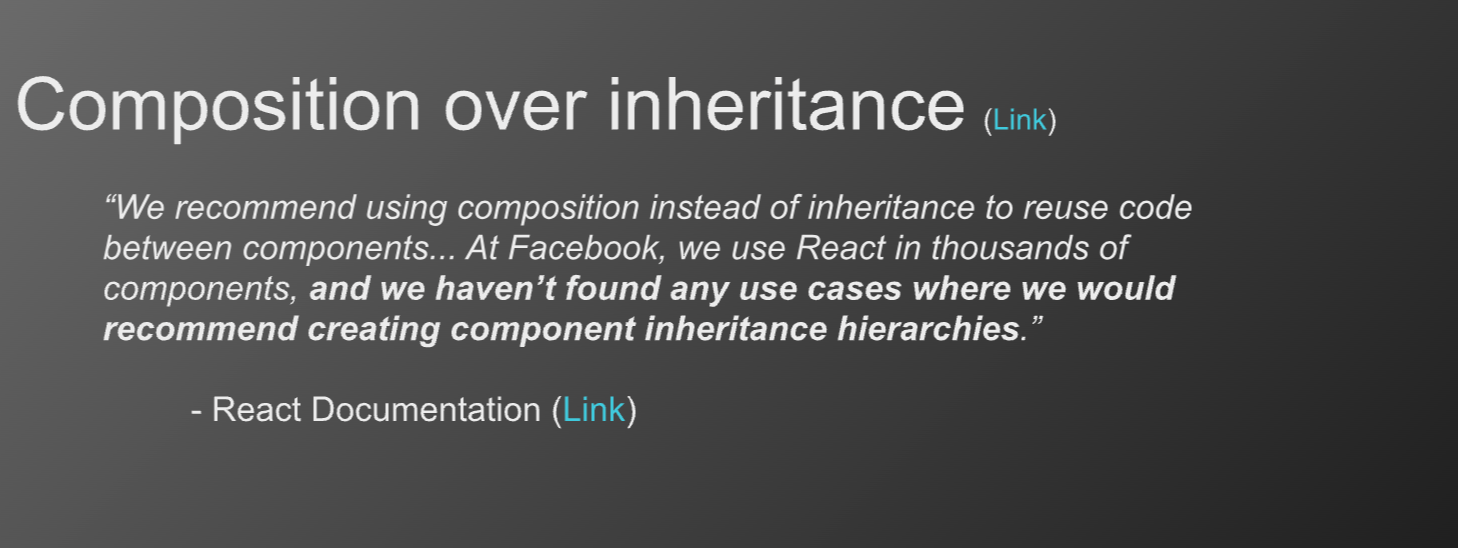 Composition over inheritance (Link)
“We recommend using composition instead of inheritance to reuse code
between components... At Facebook, we use React in thousands of
components, and we haven’t found any use cases where we would
recommend creating component inheritance hierarchies.”
- React Documentation (Link)